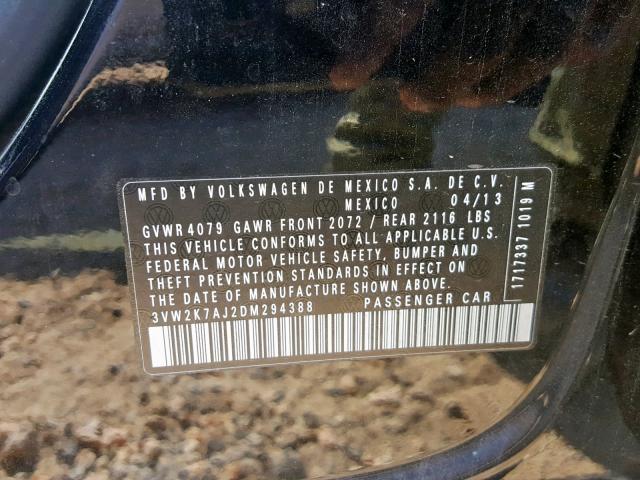 MFD BY VOLKSWAGEN DE MEXICO S.A. DE C.V.
MEXICO 04/13
GVWR 4079 GAWR FRONT 2072 / REAR 2116 LBS
THIS VEHICLE CONFORMS TO ALL APPLICABLE U.S.
FEDERAL MOTOR VEHICLE SAFETY, BUMPER AND
THEFT PREVENTION STANDARDS IN EFFECT ON
THE DATE OF MANUFACTURE SHOWN ABOVE.
3VW2K7AJ2DM294388 PASSENGER CAR
1717337 1019 M